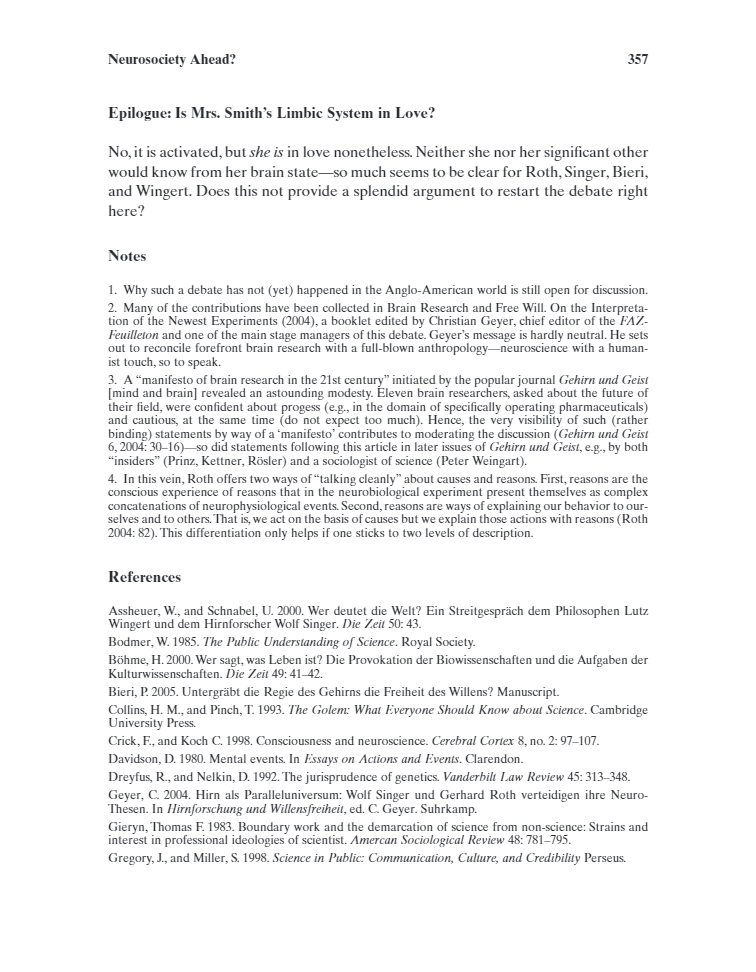 Neurosociety Ahead? 357
Epilogue: Is Mrs. Smith's Limbic System in Love?
No, it is activated, but she is in love nonetheless. Neither she nor her significant other
would know from her brain state—so much seems to be clear for Roth, Singer, Bieri,
and Wingert. Does this not provide a splendid argument to restart the debate right
here?
Notes
1. Why such a debate has not (yet) happened in the Anglo-American world is still open for discussion.
2. Many of the contributions have been collected in Brain Research and Free Will. On the Interpreta-
tion of the Newest Experiments (2004), a booklet edited by Christian Geyer, chief editor of the FAZ-
Feuilleton and one of the main stage managers of this debate. Geyer's message is hardly neutral. He sets
out to reconcile forefront brain research with a full-blown anthropology—neuroscience with a human-
ist touch, so to speak.
3. A “manifesto of brain research in the 21st century” initiated by the popular journal Gehirn und Geist
[mind and brain] revealed an astounding modesty. Eleven brain researchers, asked about the future of
their field, were confident about progess (e.g., in the domain of specifically operating pharmaceuticals)
and cautious, at the same time (do not expect too much). Hence, the very visibility of such (rather
binding) statements by way of a ‘manifesto’ contributes to moderating the discussion (Gehirn und Geist
6, 2004: 30–16)—so did statements following this article in later issues of Gehirn und Geist, e.g., by both
“insiders” (Prinz, Kettner, Rösler) and a sociologist of science (Peter Weingart).
4. In this vein, Roth offers two ways of “talking cleanly” about causes and reasons. First, reasons are the
conscious experience of reasons that in the neurobiological experiment present themselves as complex
concatenations of neurophysiological events. Second, reasons are ways of explaining our behavior to our-
selves and to others. That is, we act on the basis of causes but we explain those actions with reasons (Roth
2004: 82). This differentiation only helps if one sticks to two levels of description.
References
Assheuer, W., and Schnabel, U. 2000. Wer deutet die Welt? Ein Streitgespräch dem Philosophen Lutz
Wingert und dem Hirnforscher Wolf Singer. Die Zeit 50: 43.
Bodmer, W. 1985. The Public Understanding of Science. Royal Society.
Böhme, H. 2000. Wer sagt, was Leben ist? Die Provokation der Biowissenschaften und die Aufgaben der
Kulturwissenschaften. Die Zeit 49: 41–42.
Bieri, P. 2005. Untergräbt die Regie des Gehirns die Freiheit des Willens? Manuscript.
Collins, H. M., and Pinch, T. 1993. The Golem: What Everyone Should Know about Science. Cambridge
University Press.
Crick, F., and Koch C. 1998. Consciousness and neuroscience. Cerebral Cortex 8, no. 2: 97–107.
Davidson, D. 1980. Mental events. In Essays on Actions and Events. Clarendon.
Dreyfus, R., and Nelkin, D. 1992. The jurisprudence of genetics. Vanderbilt Law Review 45: 313–348.
Geyer, C. 2004. Hirn als Paralleluniversum: Wolf Singer und Gerhard Roth verteidigen ihre Neuro-
Thesen. In Hirnforschung und Willensfreiheit, ed. C. Geyer. Suhrkamp.
Gieryn, Thomas F. 1983. Boundary work and the demarcation of science from non-science: Strains and
interest in professional ideologies of scientist. Amercan Sociological Review 48: 781–795.
Gregory, J., and Miller, S. 1998. Science in Public: Communication, Culture, and Credibility Perseus.